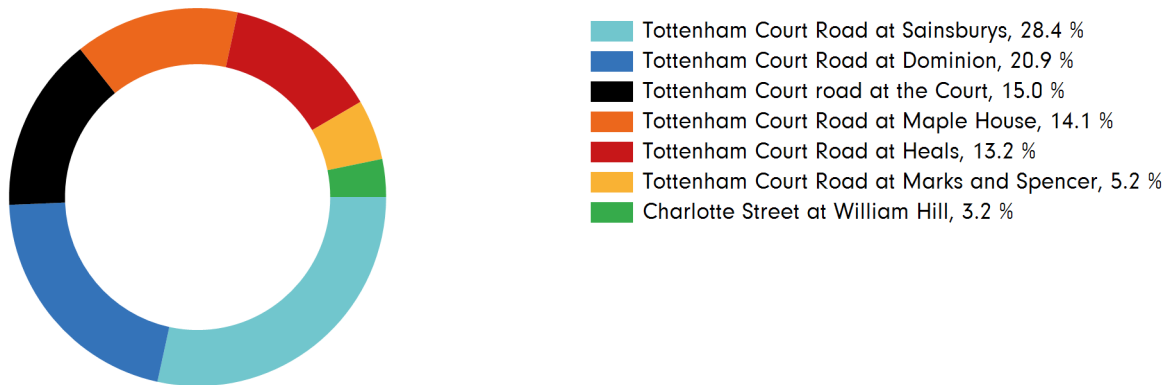 Tottenham Court Road at Sainsburys, 28.4 %
Tottenham Court Road at Dominion, 20.9 %
Tottenham Court road at the Court, 15.0 %
Tottenham Court Road at Maple House, 14.1 %
Tottenham Court Road at Heals, 13.2 %
Tottenham Court Road at Marks and Spencer, 5.2 %
Charlotte Street at William Hill, 3.2 %